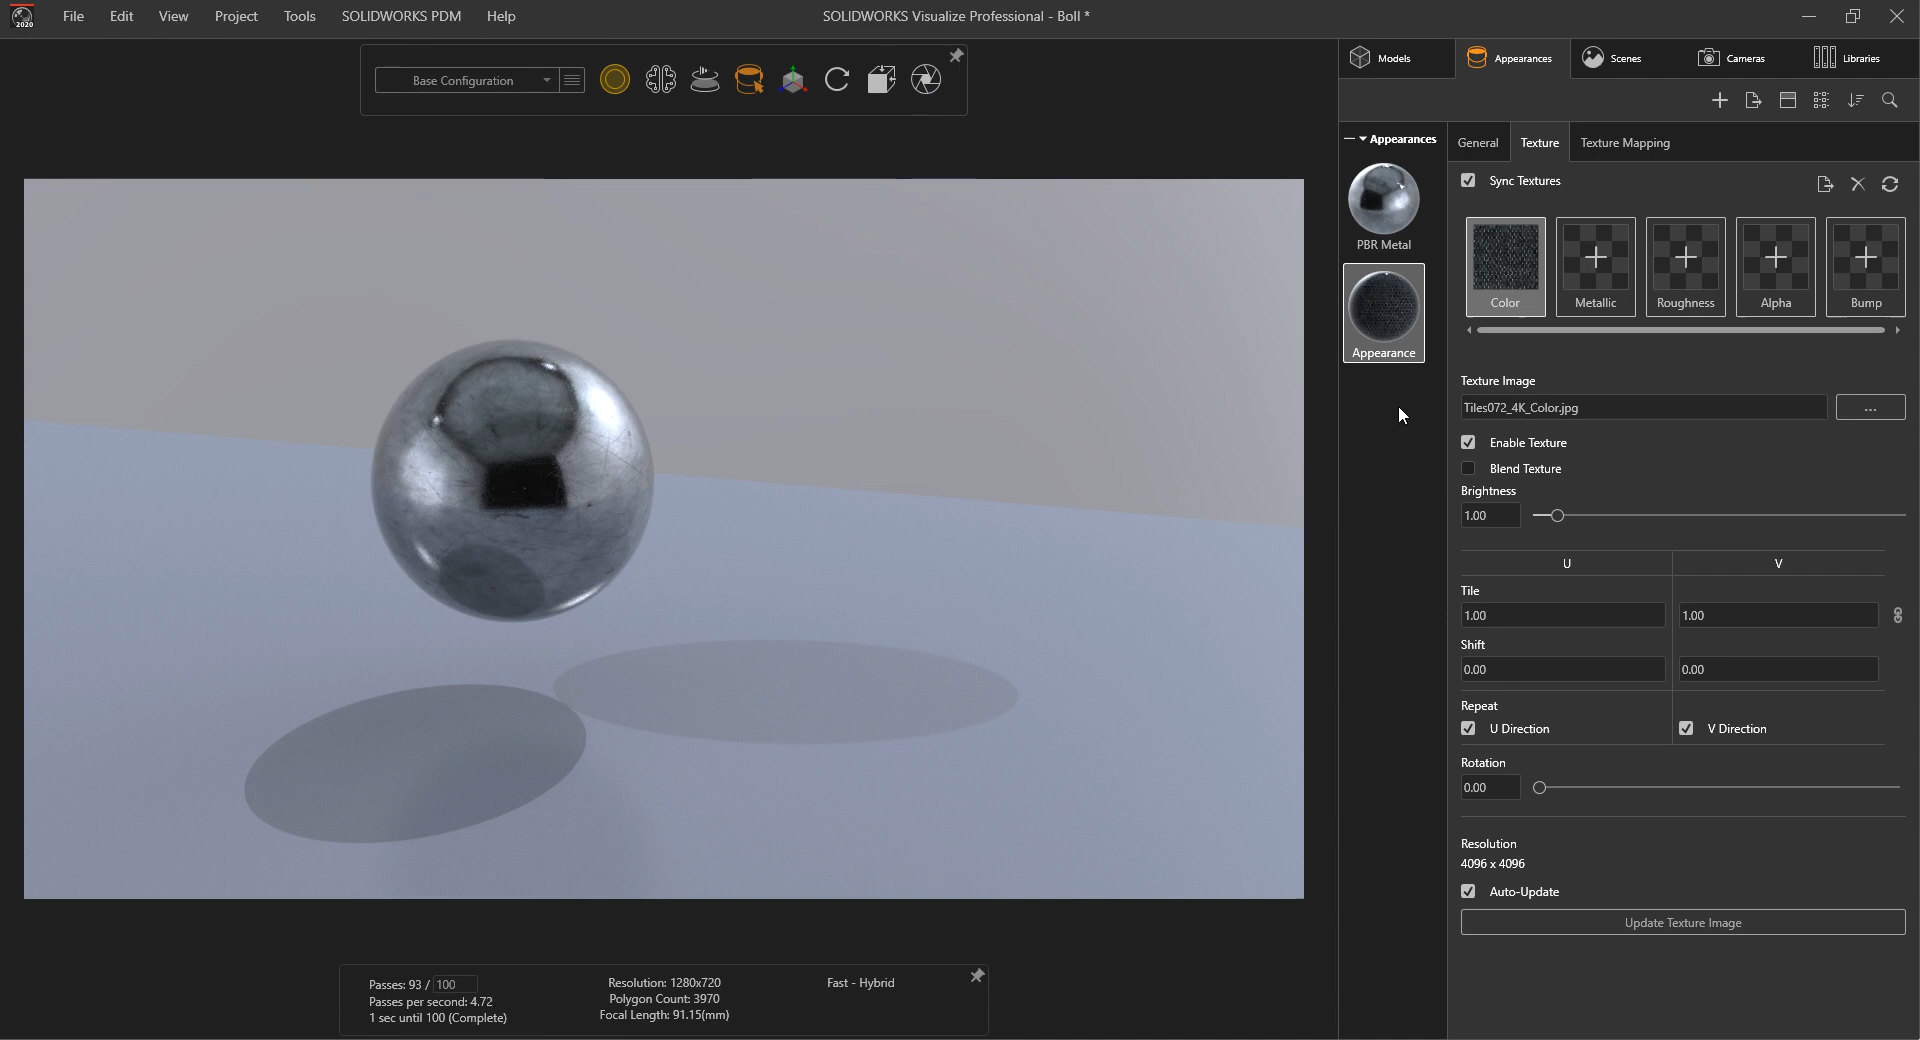 2020
File Edit View Project Tools SOLIDWORKS PDM Help
SOLIDWORKS Visualize Professional - Boll *
Base Configuration
Models
Appearances
Scenes
Cameras
Libraries
Appearances
PBR Metal
Appearance
General
Texture
Texture Mapping
Sync Textures
Color
Metallic
Roughness
Alpha
Bump
Texture Image
Tiles072_4K_Color.jpg
...
Enable Texture
Blend Texture
Brightness
1.00
U V
Tile
1.00 1.00
Shift
0.00 0.00
Repeat
U Direction V Direction
Rotation
0.00
Resolution
4096 x 4096
Auto-Update
Update Texture Image
Passes: 93 / 100
Passes per second: 4.72
1 sec until 100 (Complete)
Resolution: 1280x720
Polygon Count: 3970
Focal Length: 91.15(mm)
Fast - Hybrid